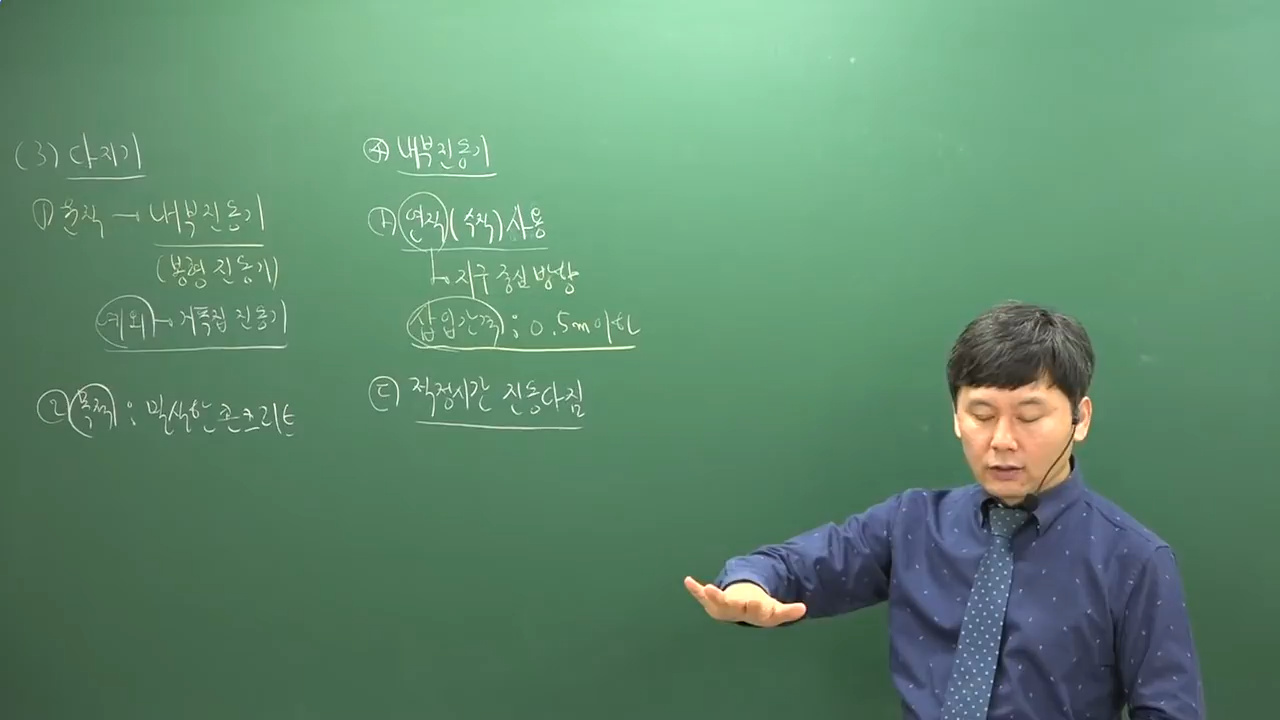 (3) 다지기
① 원칙 → 내부진동기
(봉형 진동기)
예외 → 거푸집 진동기
② 목적 : 밀실한 콘크리트
④ 내부진동기
㉠ 연직(수직)사용
지구 중심 방향
삽입간격 : 0.5m이하
㉢ 적정시간 진동다짐